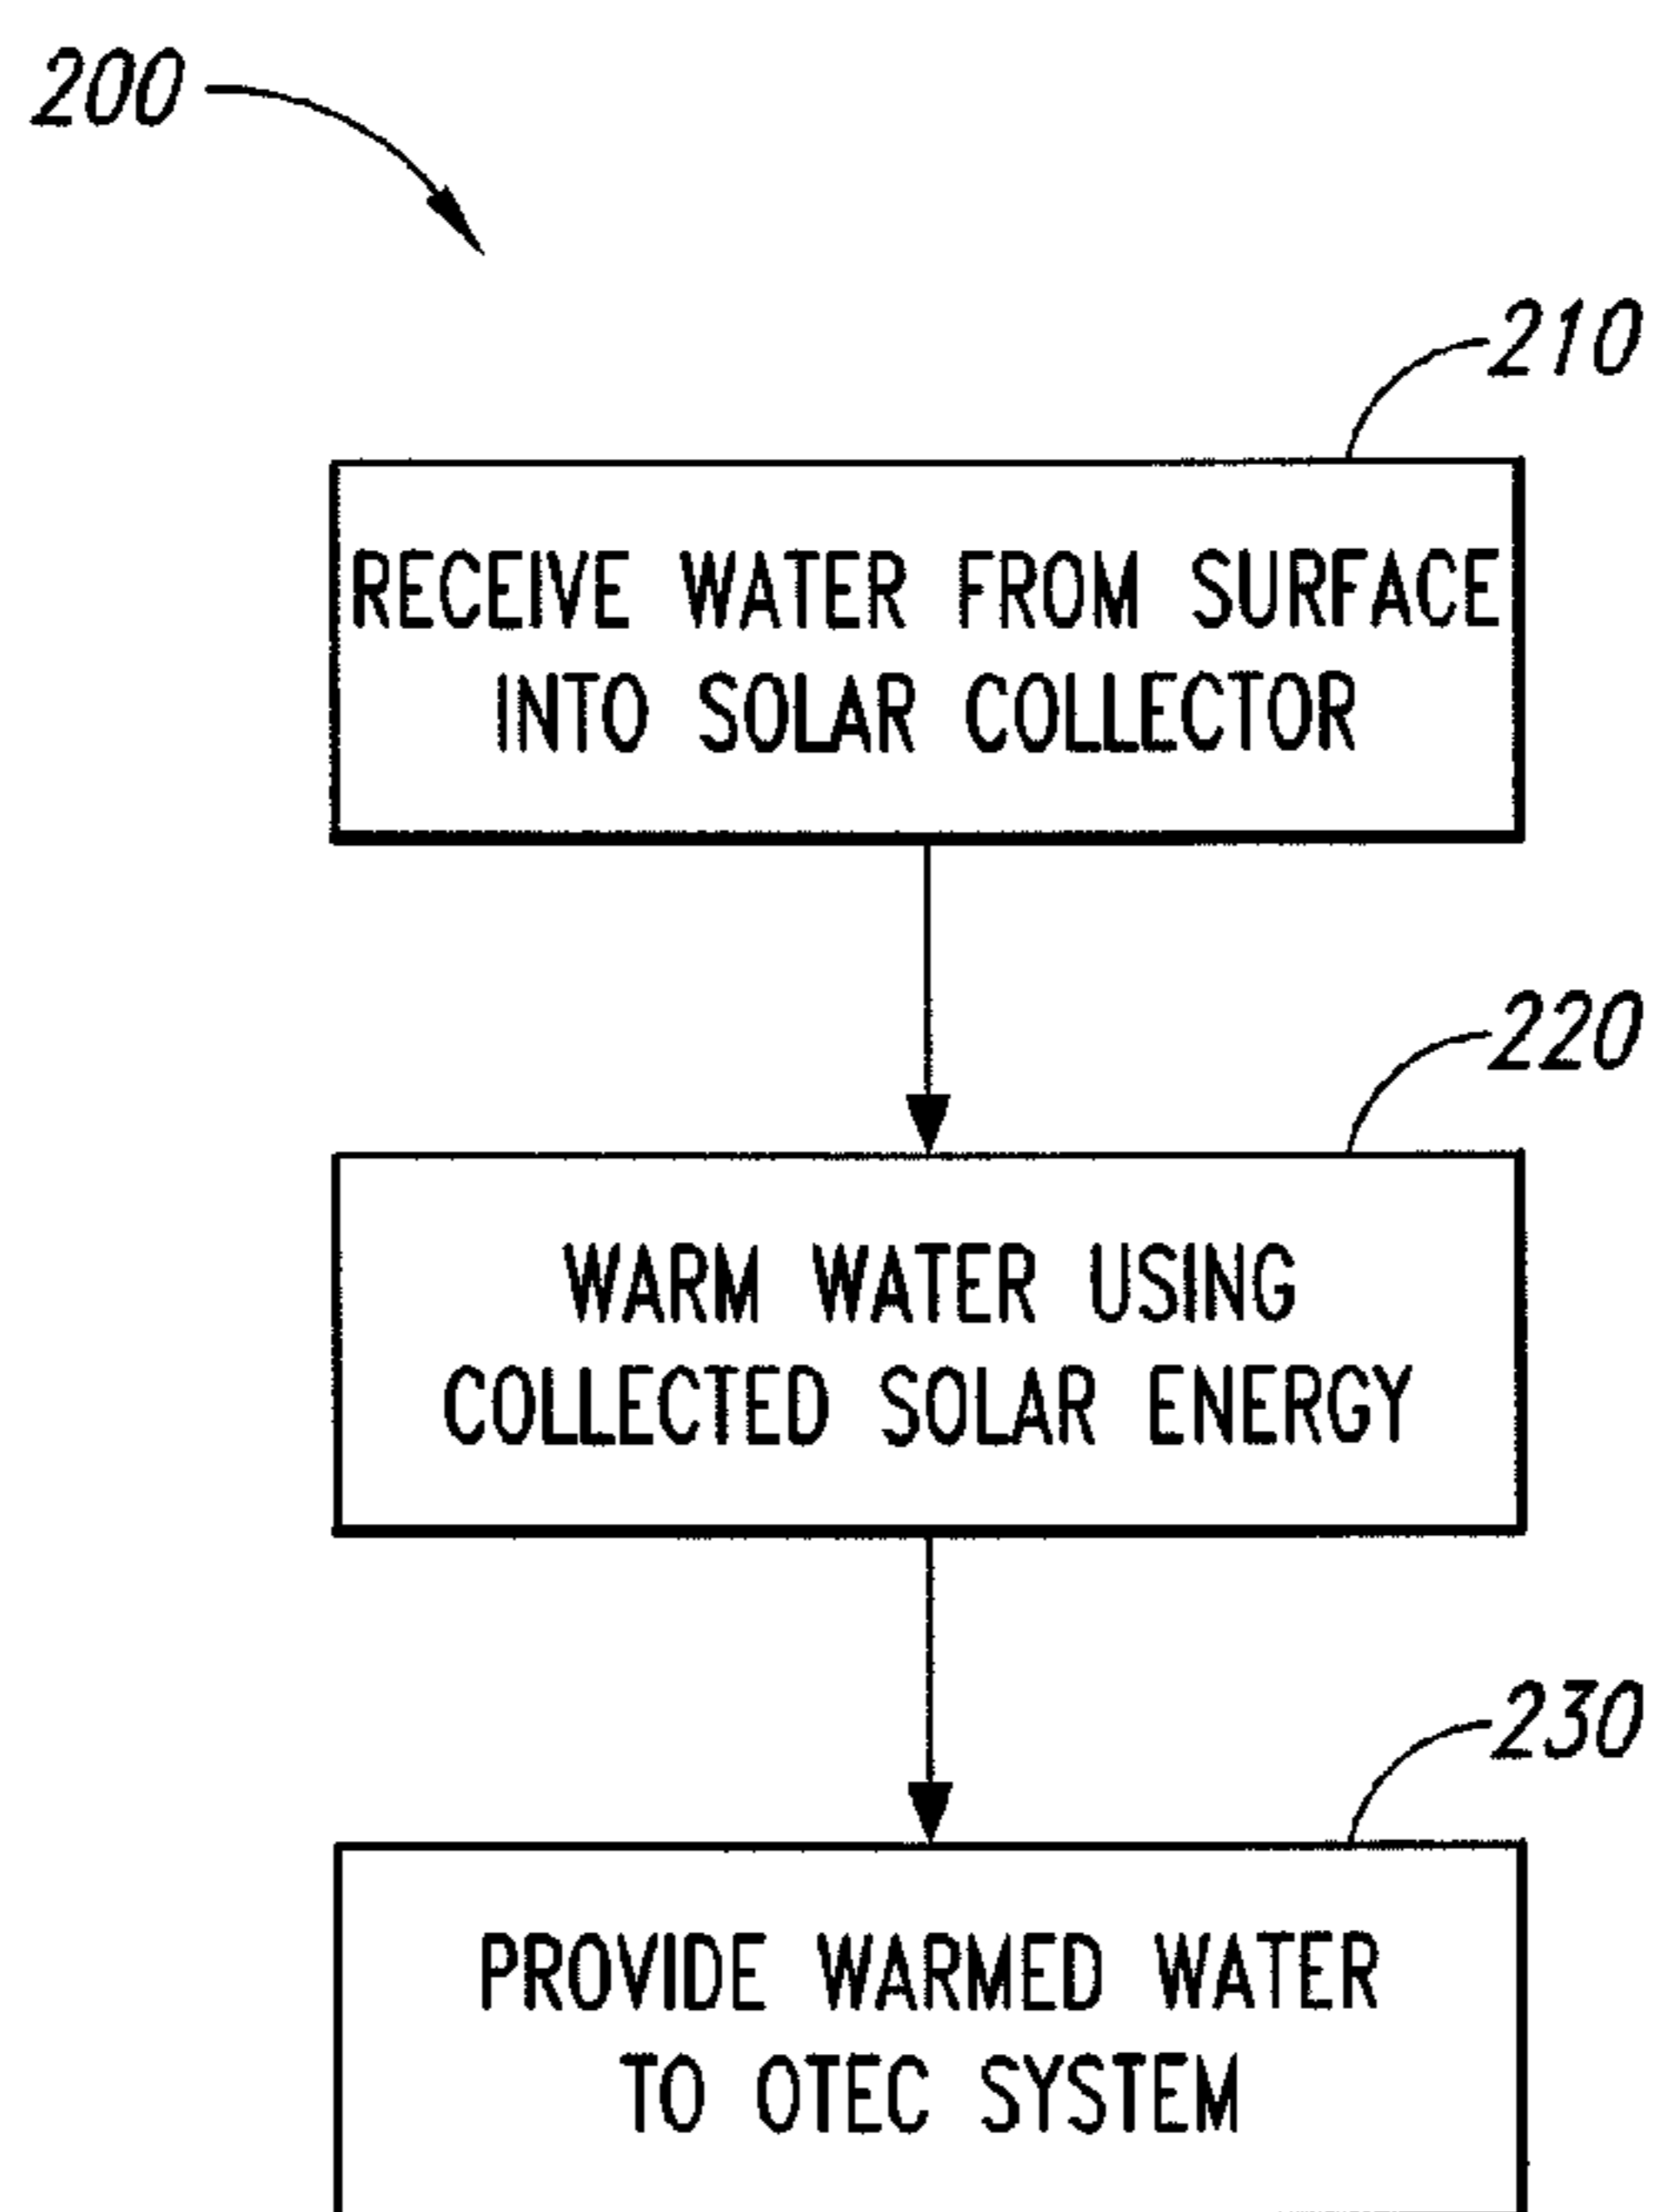 200
210
RECEIVE WATER FROM SURFACE
INTO SOLAR COLLECTOR
220
WARM WATER USING
COLLECTED SOLAR ENERGY
230
PROVIDE WARMED WATER
TO OTEC SYSTEM